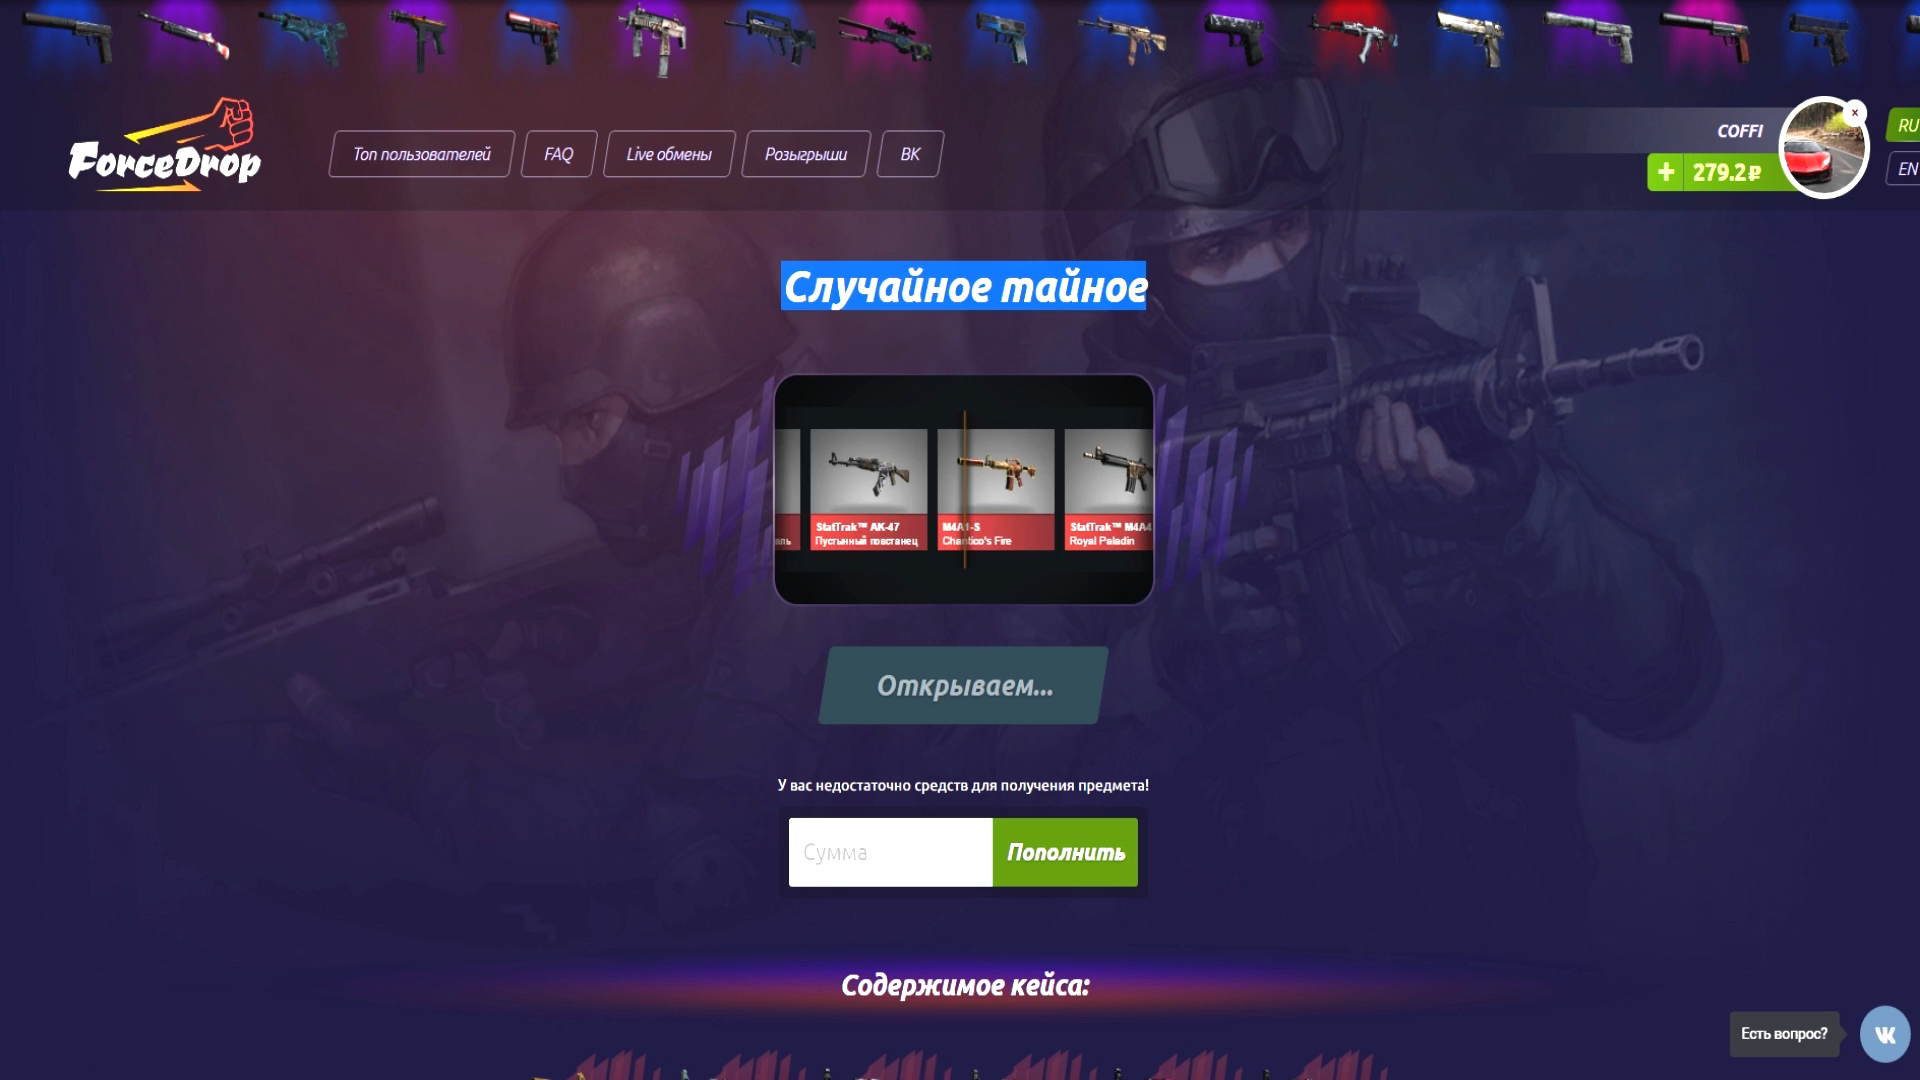 ForceDrop
Топ пользователей
FAQ
Live обмены
Розыгрыши
ВК
COFFI
x
RU
+ 279.2₽
EN
Случайное тайное
StatTrak™ AK-47
M4A1-S
StatTrak™ M4A4
Пустынный повстанец
Chantico's Fire
Royal Paladin
Открываем...
У вас недостаточно средств для получения предмета!
Сумма
Пополнить
Содержимое кейса:
Есть вопрос?